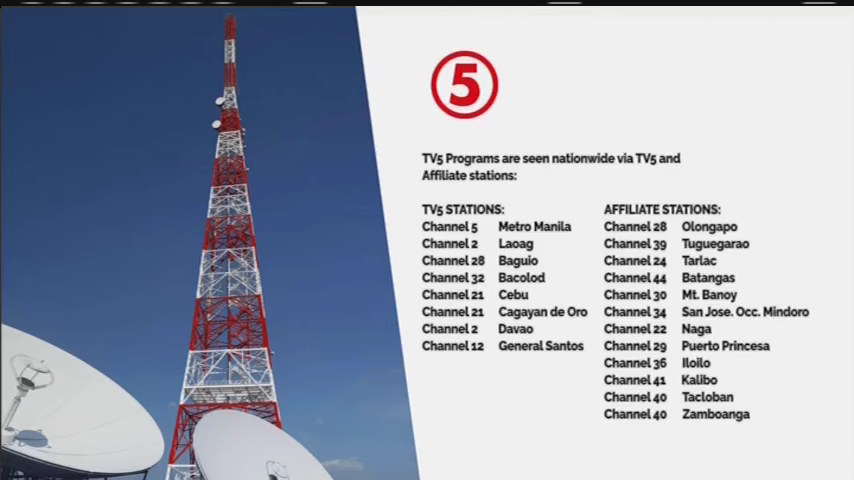 5
TV5 Programs are seen nationwide via TV5 and
Affiliate stations:
TV5 STATIONS:
Channel 5 Metro Manila
Channel 2 Laoag
Channel 28 Baguio
Channel 32 Bacolod
Channel 21 Cebu
Channel 21 Cagayan de Oro
Channel 2 Davao
Channel 12 General Santos
AFFILIATE STATIONS:
Channel 28 Olongapo
Channel 39 Tuguegarao
Channel 24 Tarlac
Channel 44 Batangas
Channel 30 Mt. Banoy
Channel 34 San Jose. Occ. Mindoro
Channel 22 Naga
Channel 29 Puerto Princesa
Channel 36 Iloilo
Channel 41 Kalibo
Channel 40 Tacloban
Channel 40 Zamboanga